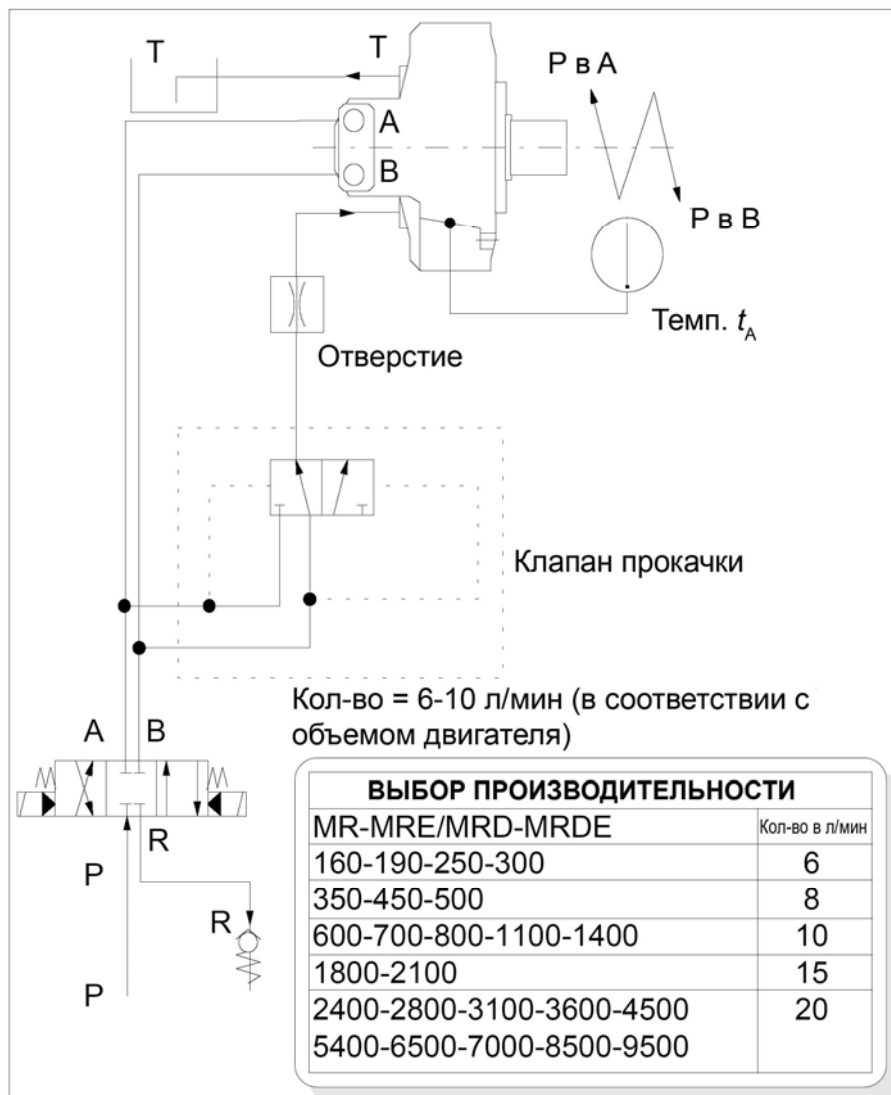 T
T
P в A
A
B
P в B
Темп. tA
Отверстие
Клапан прокачки
Кол-во = 6-10 л/мин (в соответствии с
объемом двигателя)
A B
R
P
R
P
ВЫБОР ПРОИЗВОДИТЕЛЬНОСТИ
MR-MRE/MRD-MRDE Кол-во в л/мин
160-190-250-300 6
350-450-500 8
600-700-800-1100-1400 10
1800-2100 15
2400-2800-3100-3600-4500 20
5400-6500-7000-8500-9500